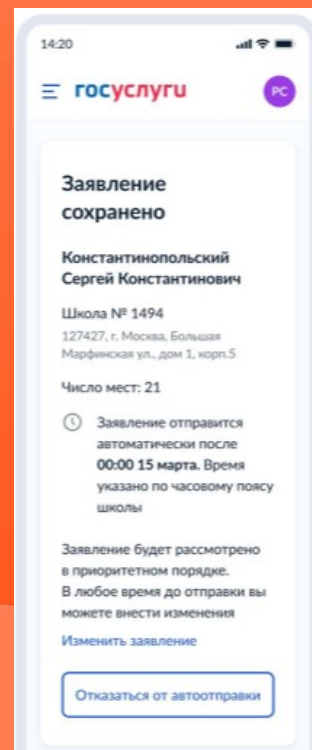 14:20
госуслуги
РС
Заявление
сохранено
Константинопольский
Сергей Константинович
Школа № 1494
127427, г. Москва, Большая
Марфинская ул., дом 1, корп.5
Число мест: 21
Заявление отправится
автоматически после
00:00 15 марта. Время
указано по часовому поясу
школы
Заявление будет рассмотрено
в приоритетном порядке.
В любое время до отправки вы
можете внести изменения
Изменить заявление
Отказаться от автоотправки